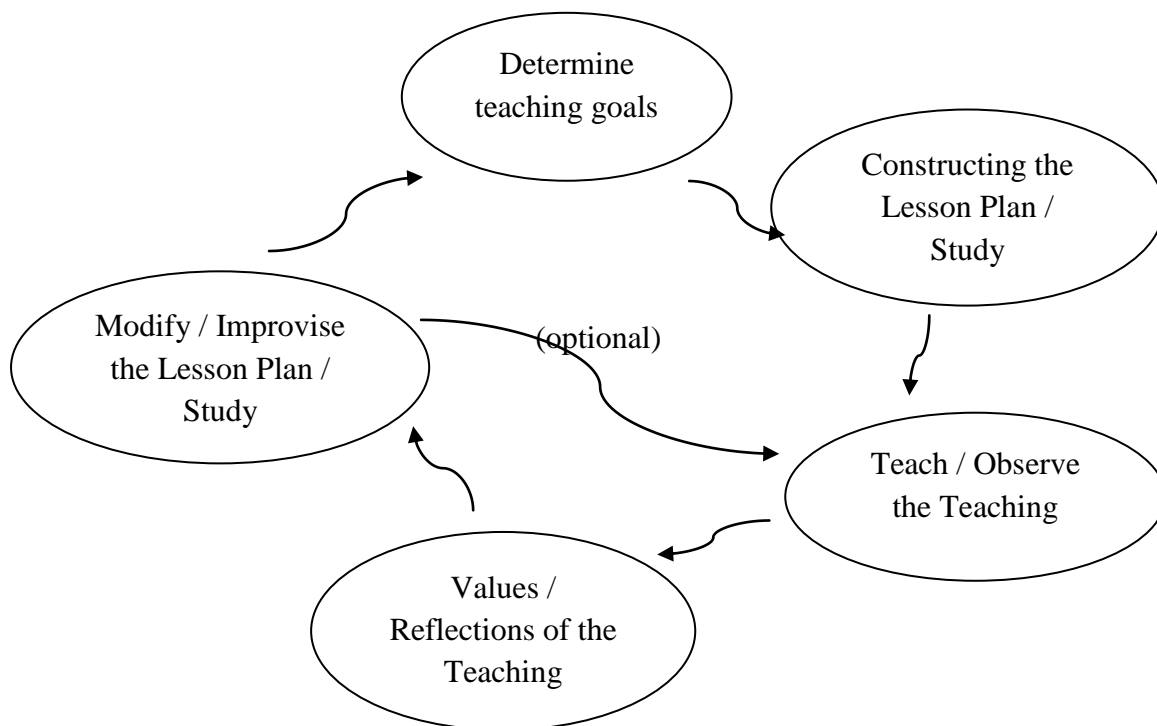 Determine
teaching goals
Constructing the
Lesson Plan /
Study
Modify / Improvise
the Lesson Plan /
Study
(optional)
Teach / Observe
the Teaching
Values /
Reflections of the
Teaching